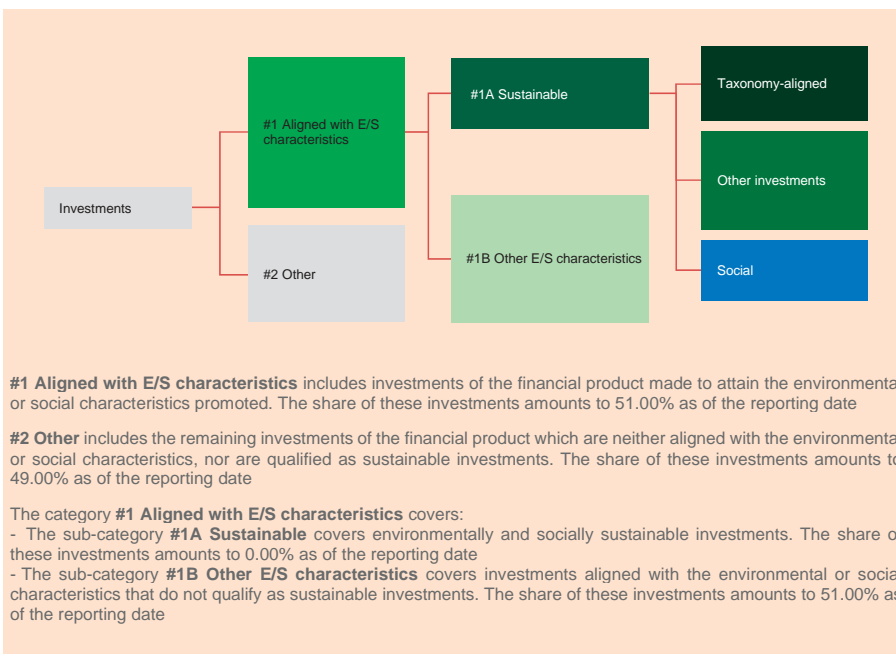 Taxonomy-aligned
#1A Sustainable
#1 Aligned with E/S
characteristics
Other investments
Investments
#1B Other E/S characteristics
#2 Other
Social
#1 Aligned with E/S characteristics includes investments of the financial product made to attain the environmenta
or social characteristics promoted. The share of these investments amounts to 51.00% as of the reporting date
#2 Other includes the remaining investments of the financial product which are neither aligned with the environmenta
or social characteristics, nor are qualified as sustainable investments. The share of these investments amounts to
49.00% as of the reporting date
The category #1 Aligned with E/S characteristics covers:
- The sub-category #1A Sustainable covers environmentally and socially sustainable investments. The share o
these investments amounts to 0.00% as of the reporting date
- The sub-category #1B Other E/S characteristics covers investments aligned with the environmental or socia
characteristics that do not qualify as sustainable investments. The share of these investments amounts to 51.00% as
of the reporting date